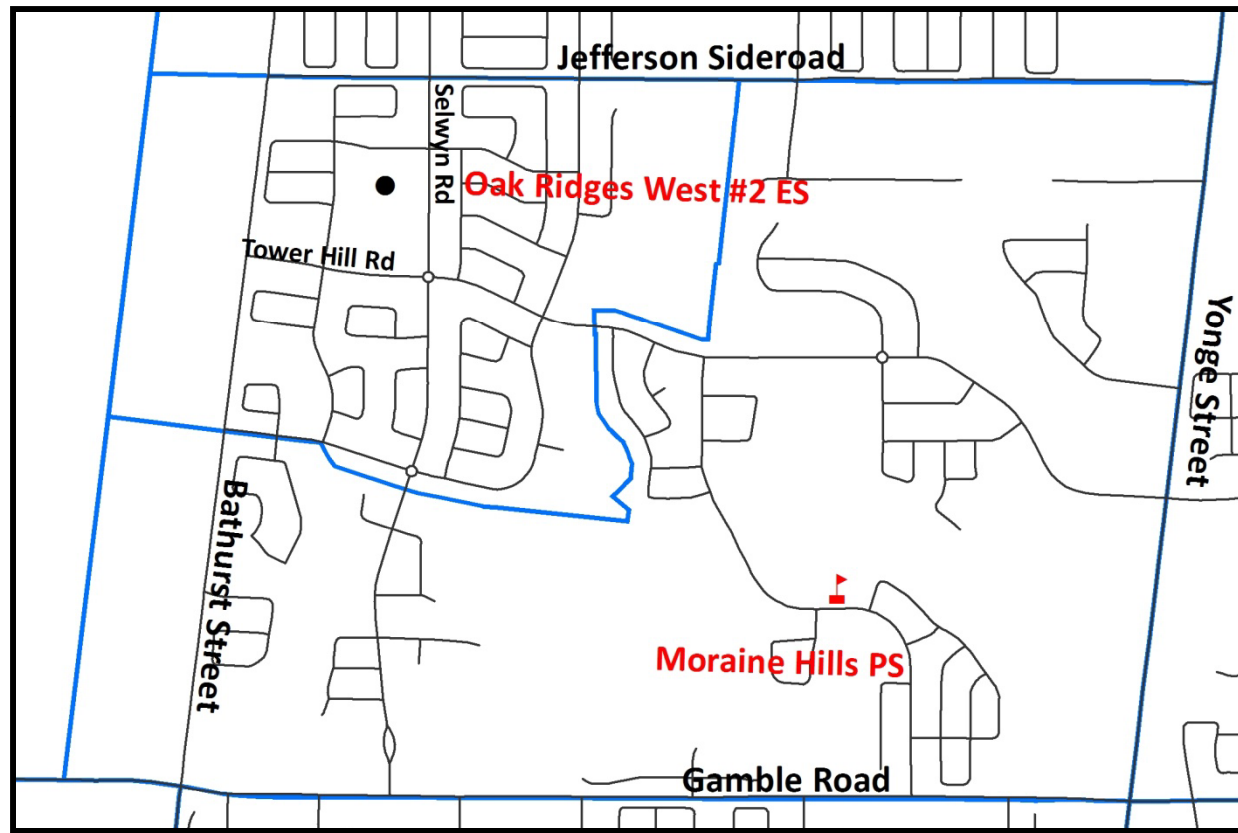 Jefferson Sideroad
Selwyn Rd
Oak Ridges West #2 ES
Tower Hill Rd
Yonge Street
Bathurst Street
Moraine Hills PS
Gamble Road